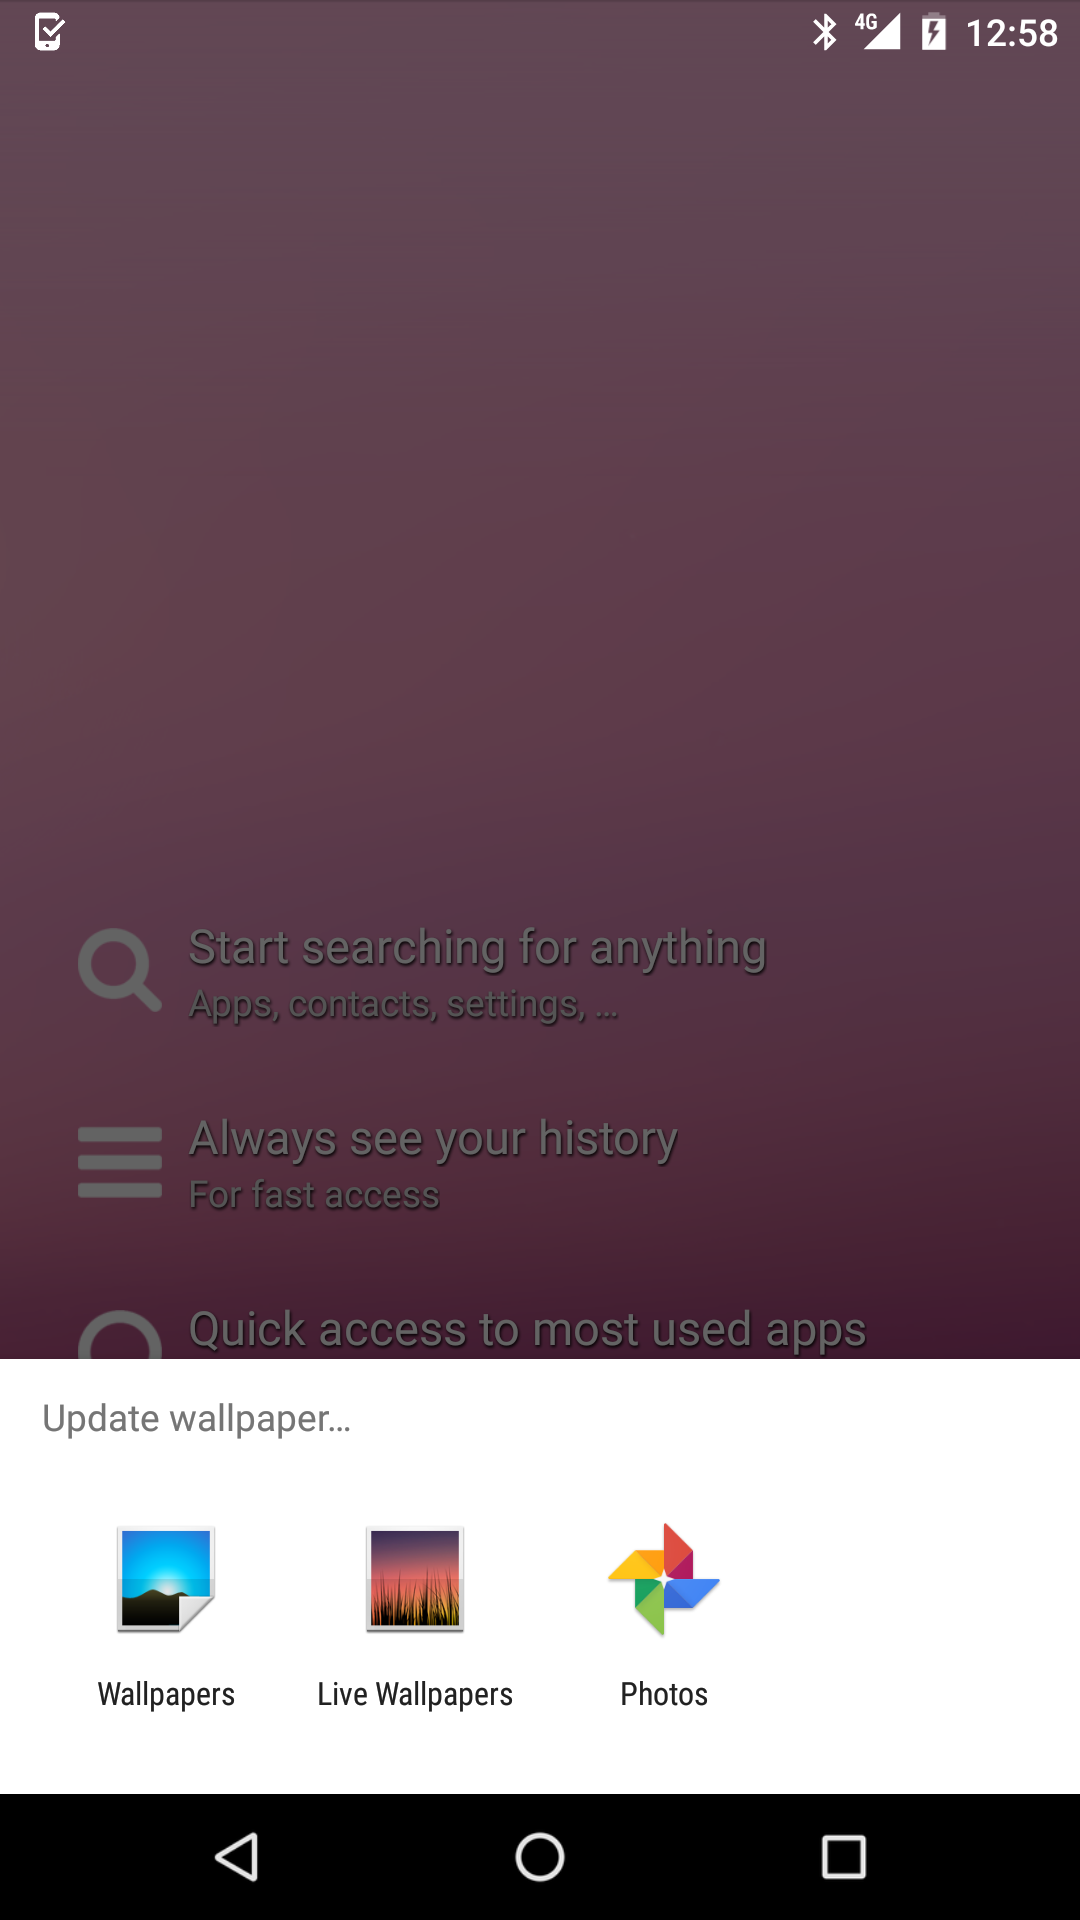 4G 12:58
Start searching for anything
Apps, contacts, settings, ...
Always see your history
For fast access
Quick access to most used apps
Update wallpaper...
Wallpapers
Live Wallpapers
Photos